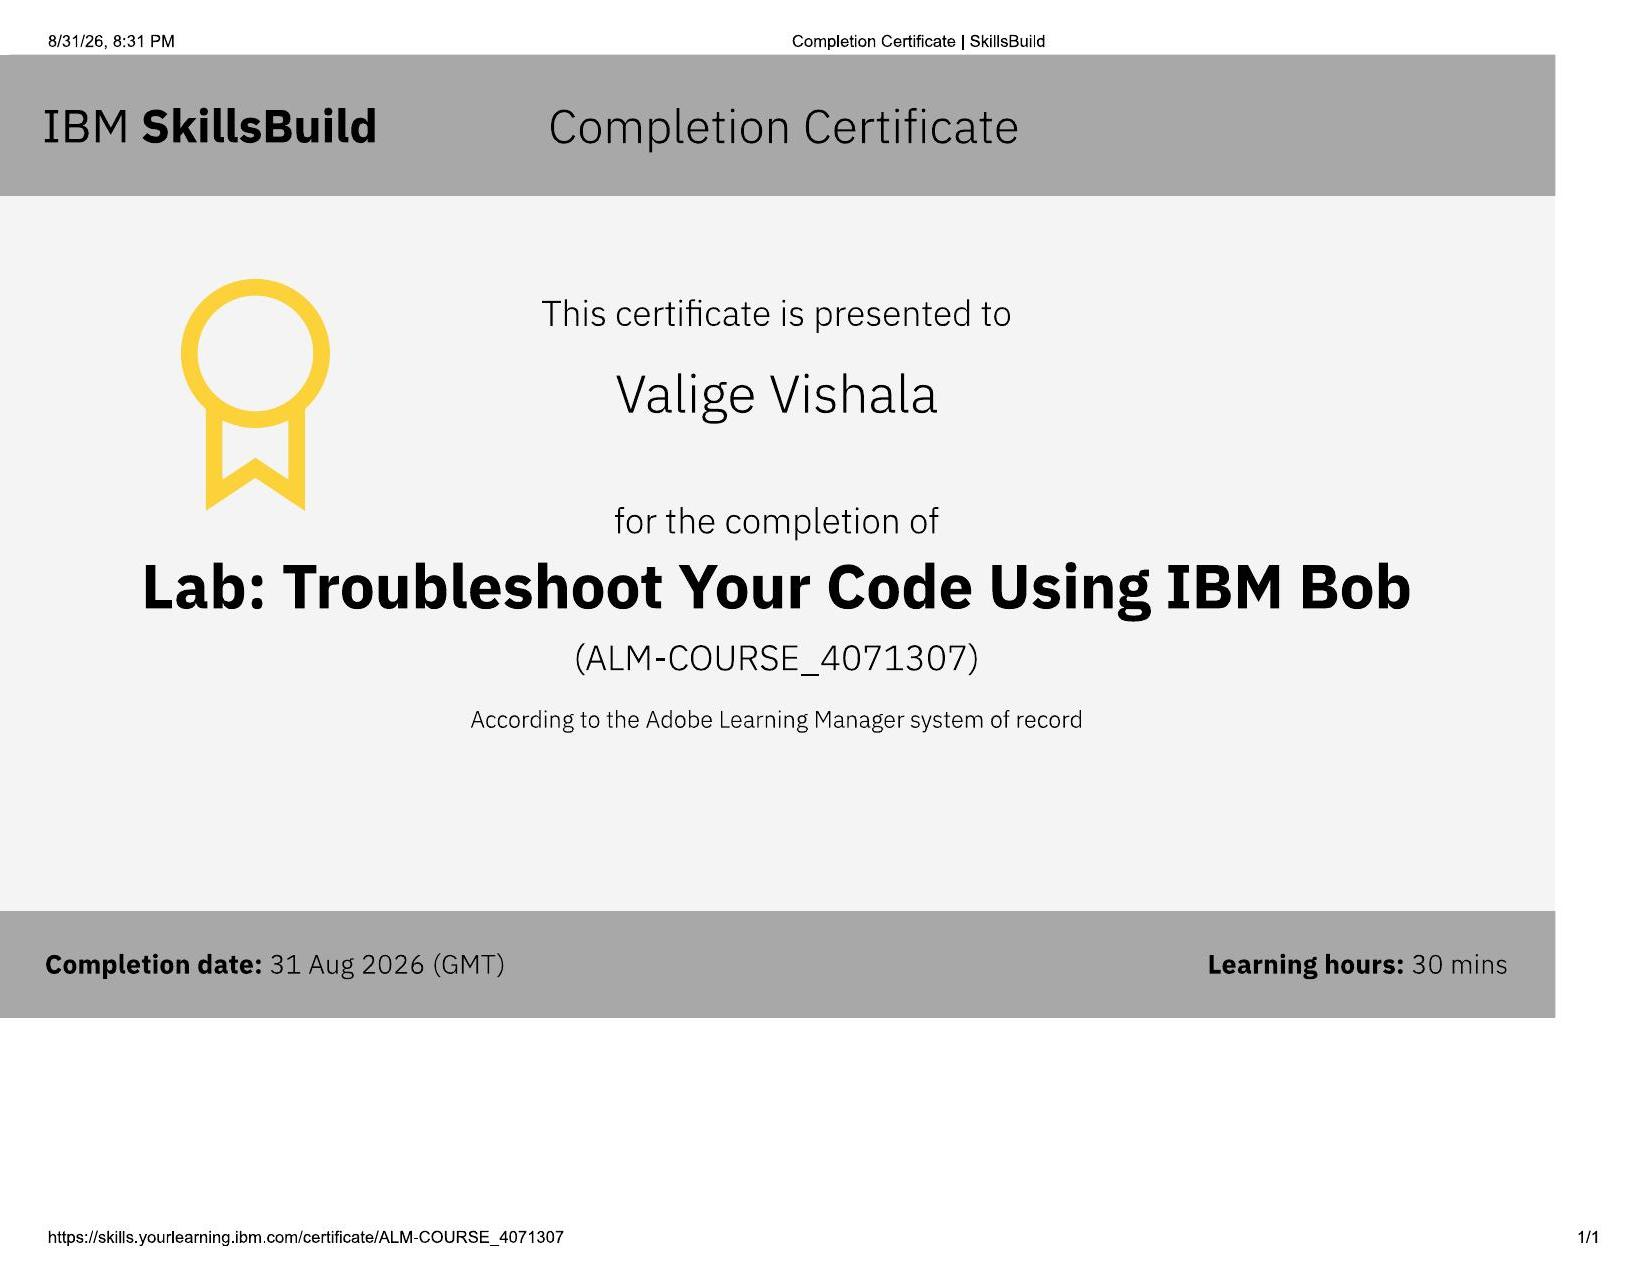 8/31/26, 8:31 PM
Completion Certificate | SkillsBuild
IBM SkillsBuild
Completion Certificate
This certificate is presented to
Valige Vishala
for the completion of
Lab: Troubleshoot Your Code Using IBM Bob
(ALM-COURSE_4071307)
According to the Adobe Learning Manager system of record
Completion date: 31 Aug 2026 (GMT)
Learning hours: 30 mins
https://skills.yourlearning.ibm.com/certificate/ALM-COURSE_4071307
1/1